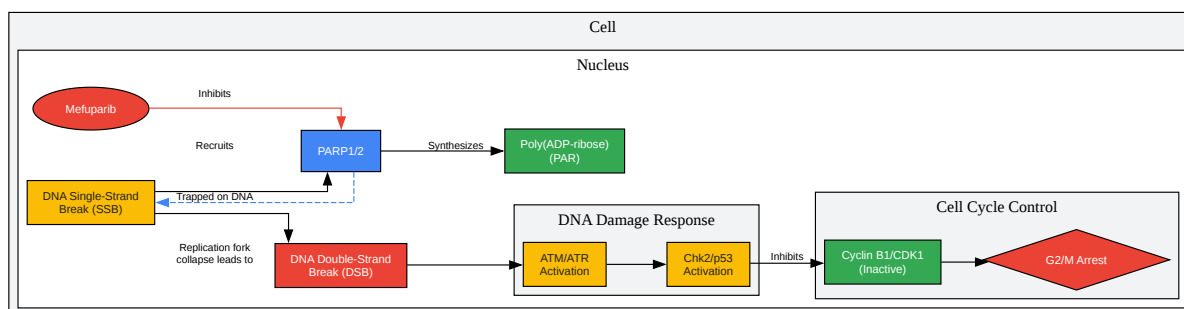 Cell
Nucleus
Inhibits
Mefuparib
Recruits
PARP1/2
Synthesizes
Poly(ADP-ribose)
(PAR)
DNA Single-Strand
Break (SSB)
Trapped on DNA
Replication fork
collapse leads to
DNA Double-Strand
Break (DSB)
DNA Damage Response
ATM/ATR
Activation
Chk2/p53
Activation
Inhibits
Cell Cycle Control
Cyclin B1/CDK1
(Inactive)
G2/M Arrest